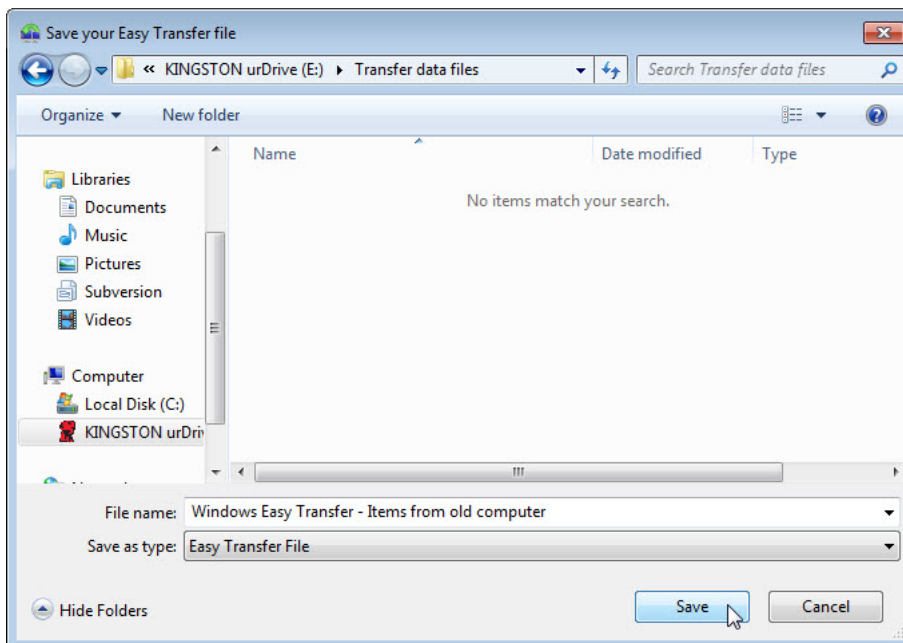 Save your Easy Transfer file
« KINGSTON urDrive (E:) Transfer data files
Search Transfer data files
Organize New folder
Name Date modified Type
No items match your search.
Libraries
Documents
Music
Pictures
Subversion
Videos
Computer
Local Disk (C:)
KINGSTON urDriv
File name: Windows Easy Transfer - Items from old computer
Save as type: Easy Transfer File
Hide Folders Save Cancel